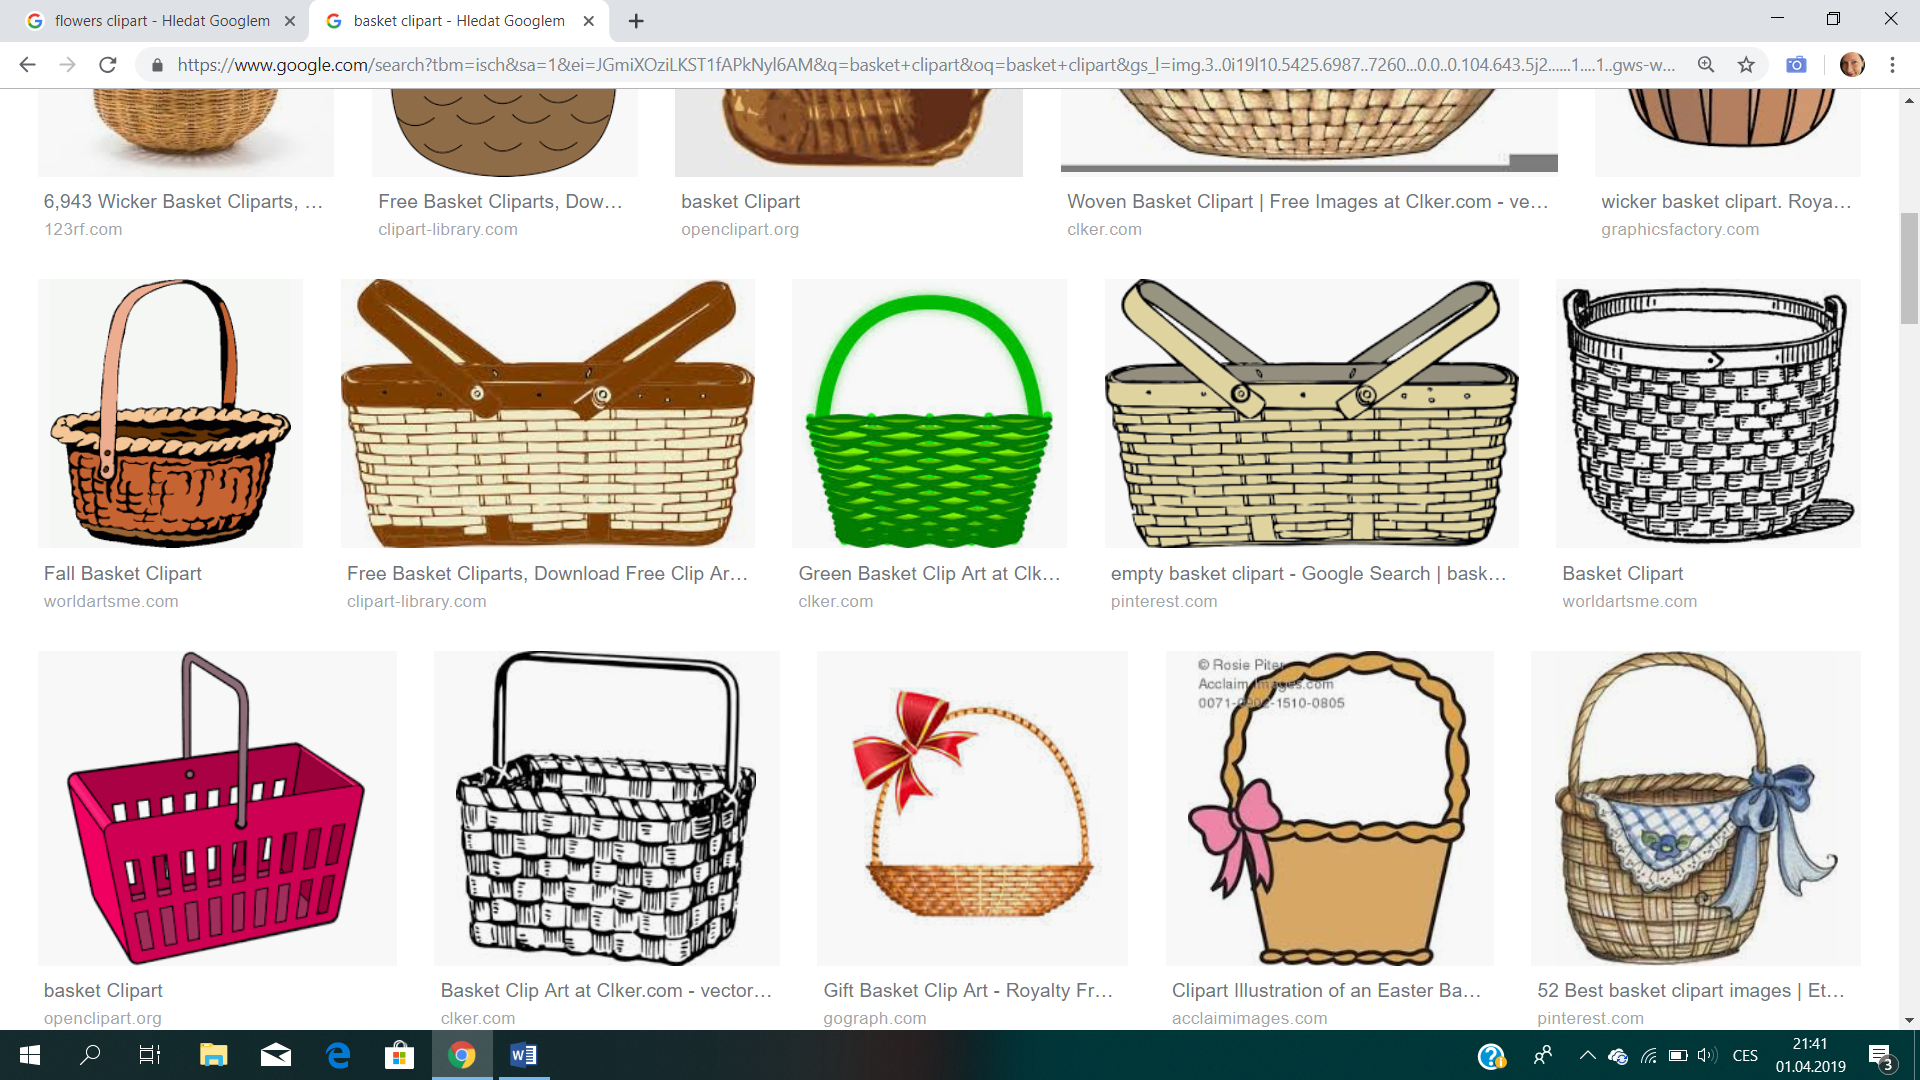 flowers clipart - Hledat Googlem
basket clipart - Hledat Googlem
https://www.google.com/search?tbm=isch&sa=1&ei=JGmiXOziLKST1fAPkNyl6AM&q=basket+clipart&oq=basket+clipart&gs_l=img.3..0i19l10.5425.6987..7260...0.0..0.104.643.5j2......1....1..gws-w...
6,943 Wicker Basket Cliparts, ...
123rf.com
Free Basket Cliparts, Dow...
clipart-library.com
basket Clipart
openclipart.org
Woven Basket Clipart | Free Images at Clker.com - ve...
clker.com
wicker basket clipart. Roya...
graphicsfactory.com
Fall Basket Clipart
worldartsme.com
Free Basket Cliparts, Download Free Clip Ar...
clipart-library.com
Green Basket Clip Art at Clk...
clker.com
empty basket clipart - Google Search | bask...
pinterest.com
Basket Clipart
worldartsme.com
© Rosie Piter
Acclaim Images.com
0071-0902-1510-0805
basket Clipart
openclipart.org
Basket Clip Art at Clker.com - vector...
clker.com
Gift Basket Clip Art - Royalty Fr...
gograph.com
Clipart Illustration of an Easter Ba...
acclaimimages.com
52 Best basket clipart images | Et...
pinterest.com
CES
21:41
01.04.2019
3